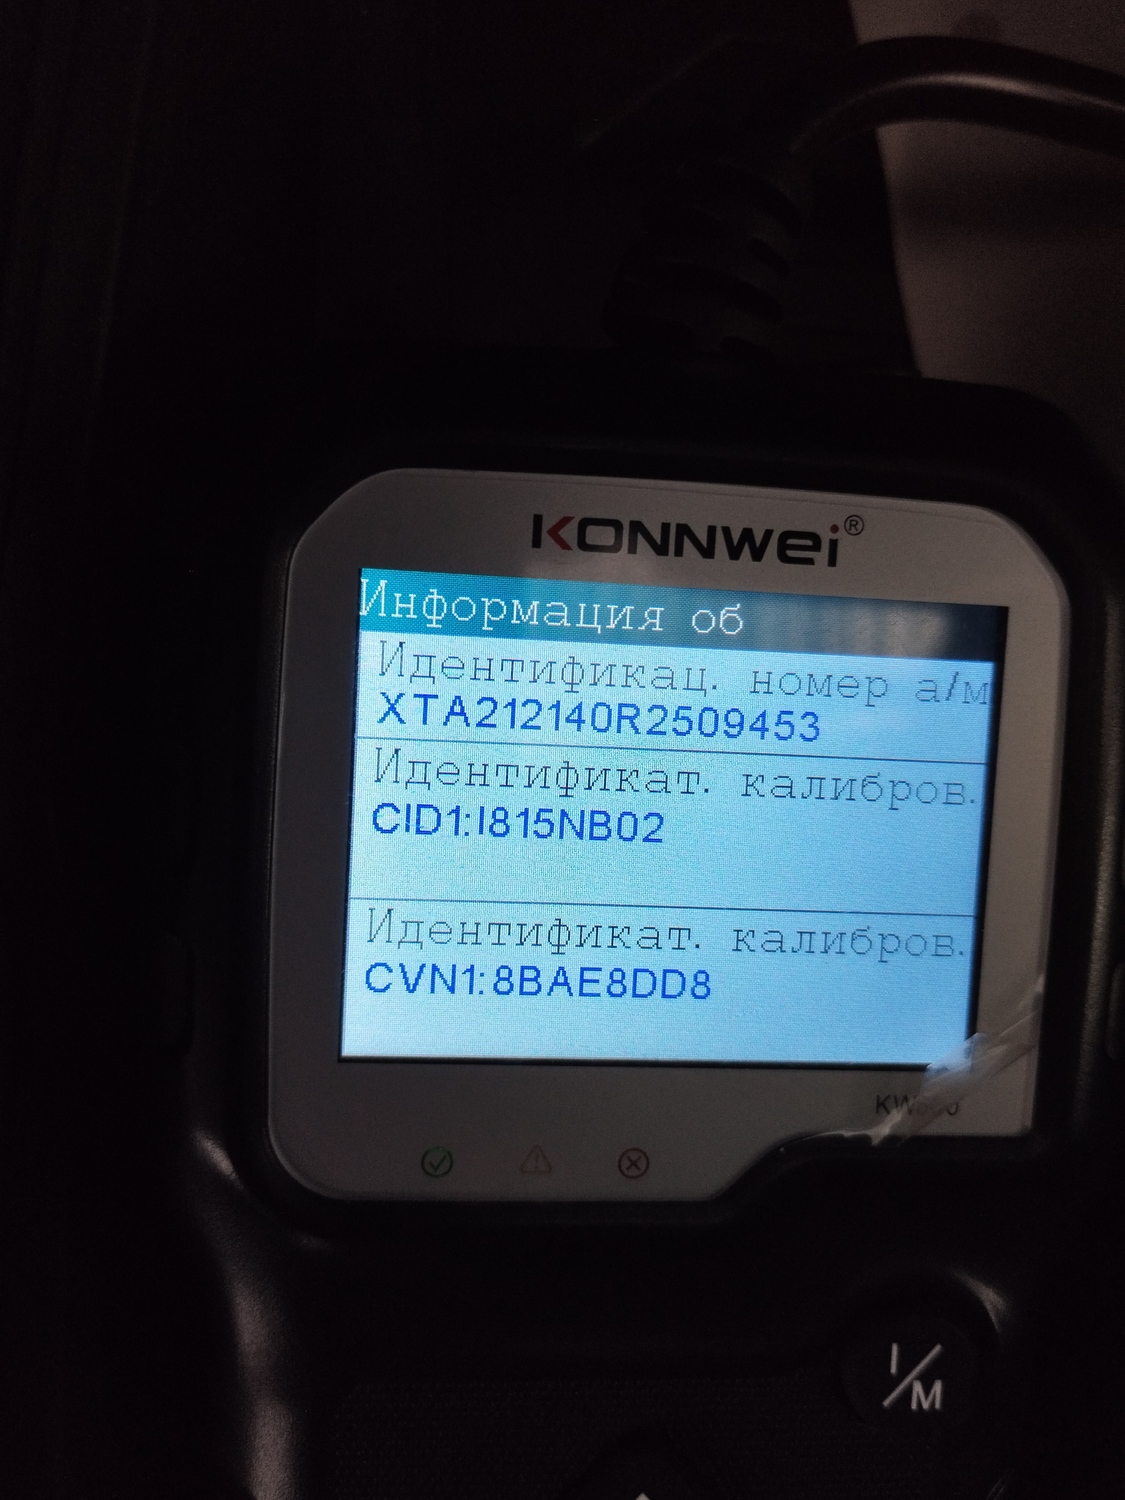 KONNWEI®
Информация об
Идентификац. номер а/м
XTA212140R2509453
Идентификат. калибров.
CID1:I815NB02
Идентификат. калибров.
CVN1:8BAE8DD8
I/M